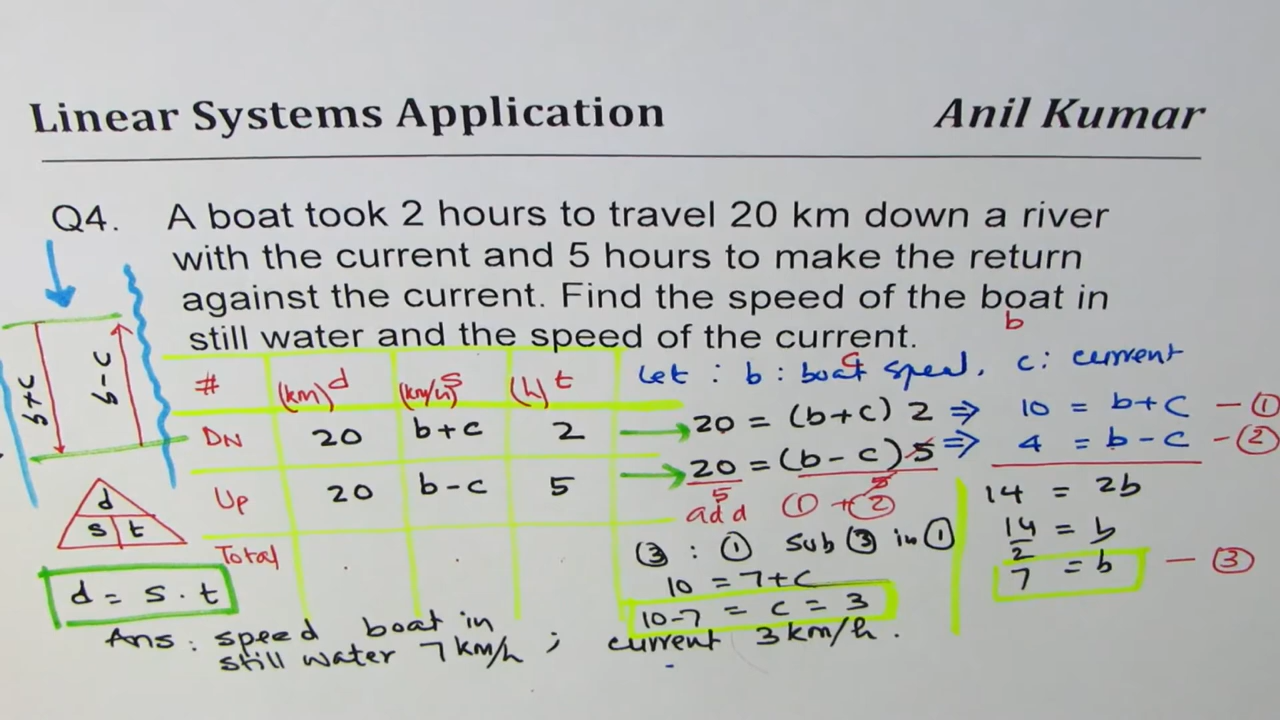 Linear Systems Application Anil Kumar
Q4. A boat took 2 hours to travel 20 km down a river
with the current and 5 hours to make the return
against the current. Find the speed of the boat in
still water and the speed of the current.
b
c
b+c
b-c
d
s t
d = s . t
# (km) d (km/h) s (h) t
DN 20 b+c 2
Up 20 b-c 5
Total
Let : b : boat speed, c : current
20 = (b+c) 2 ⇒ 10 = b+c — ①
20 = (b-c) 5 ⇒ 4 = b-c — ②
5 5
add ① + ②
14 = 2b
14/2 = b
7 = b — ③
③ : ① Sub ③ in ①
10 = 7+c
10-7 = c = 3
Ans : speed boat in
still water 7 km/h ; current 3 km/h .